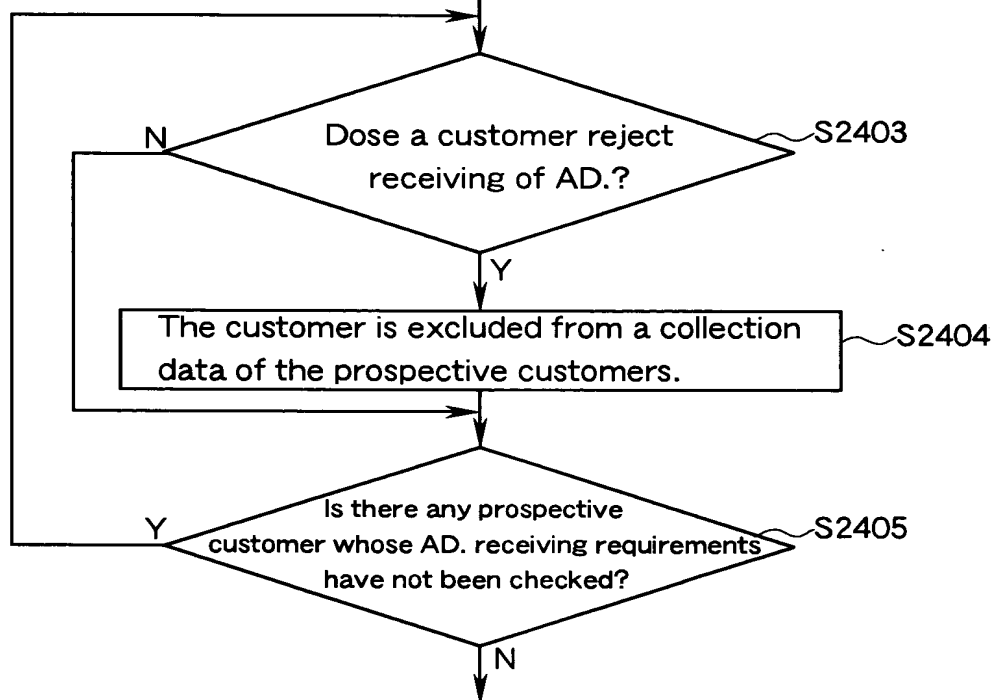 N
Dose a customer reject
receiving of AD.?
S2403
Y
The customer is excluded from a collection
data of the prospective customers.
S2404
Y
Is there any prospective
customer whose AD. receiving requirements
have not been checked?
S2405
N